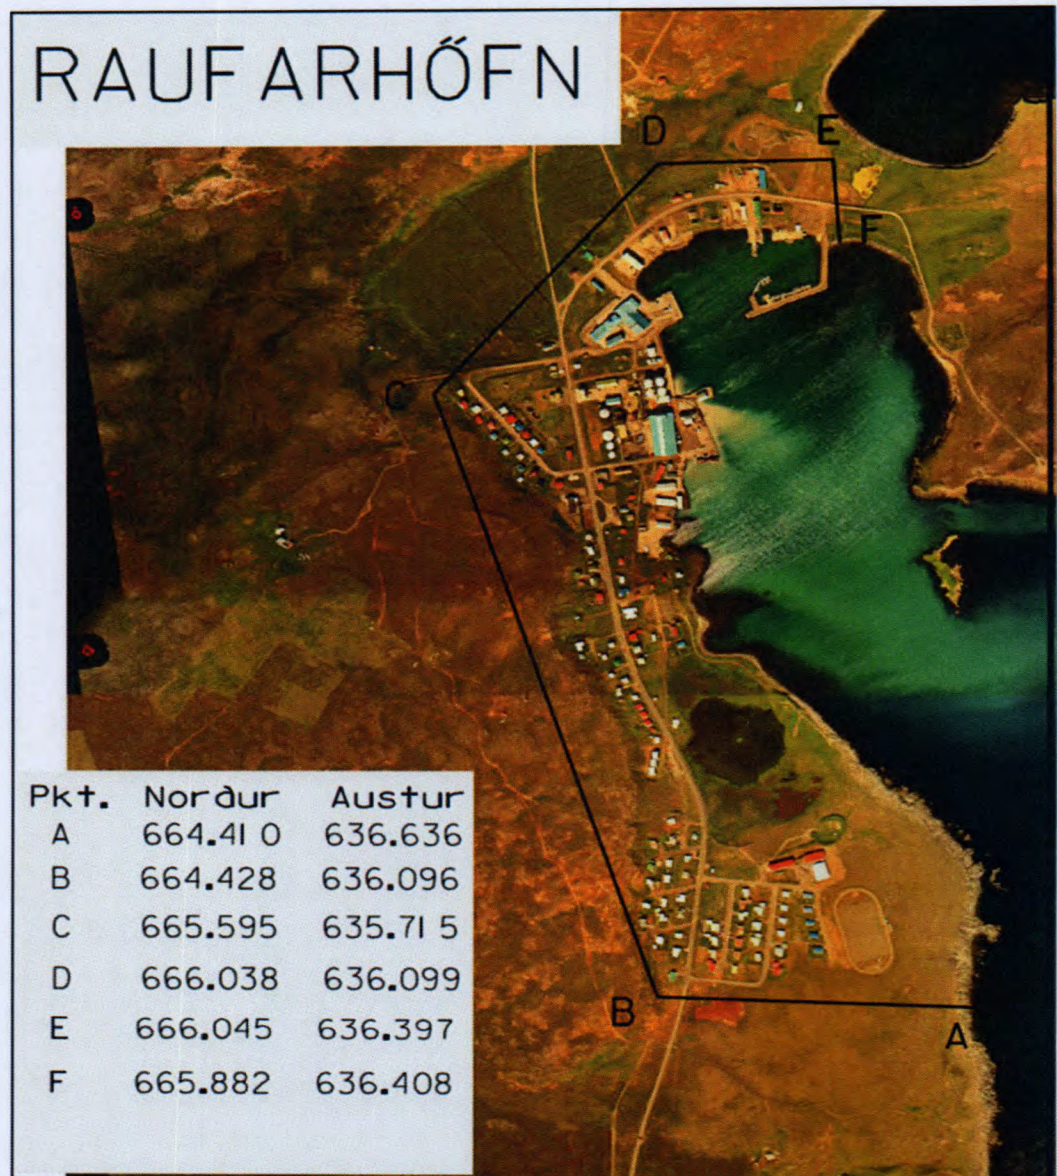 RAUFARHŐFN
D
E
F
C
Pkt. Norður Austur
A 664.410 636.636
B 664.428 636.096
C 665.595 635.715
D 666.038 636.099
E 666.045 636.397
F 665.882 636.408
B
A